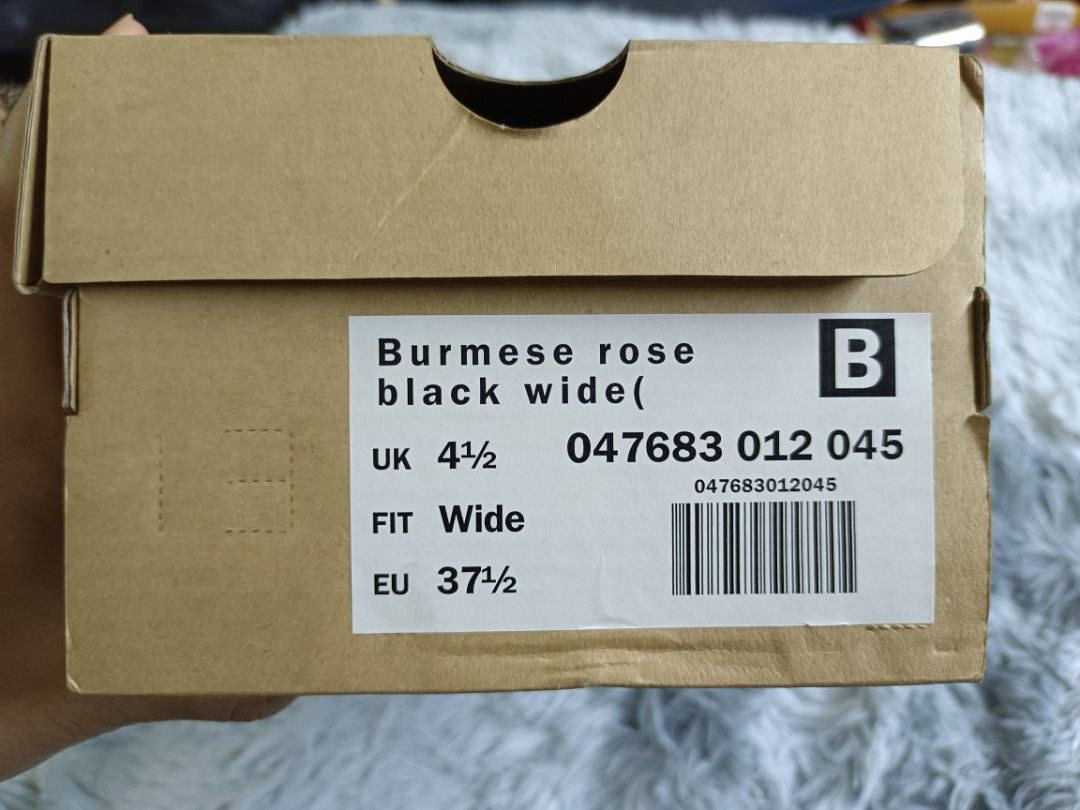 Burmese rose
black wide(
B
UK 4½
047683 012 045
047683012045
FIT Wide
EU 37½